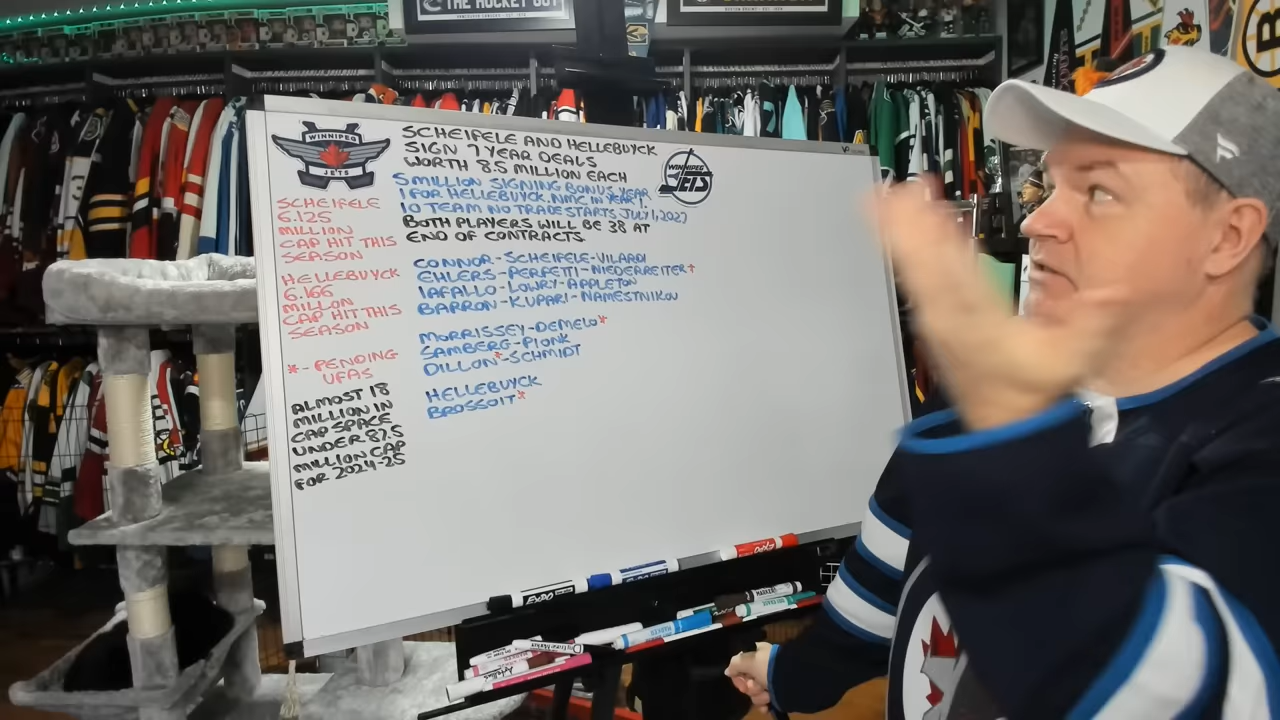 THE HOCKEY GUY
WINNIPEG
JETS
SCHEIFELE AND HELLEBUYCK
SIGN 7 YEAR DEALS
WORTH 8.5 MILLION EACH
5 MILLION SIGNING BONUS YEAR
1 FOR HELLEBUYCK. NMC IN YEAR 1
10 TEAM NO TRADE STARTS JULY 1, 2027
BOTH PLAYERS WILL BE 38 AT
END OF CONTRACTS.
WINNIPEG
JETS
SCHEIFELE
6.125
MILLION
CAP HIT THIS
SEASON
HELLEBUYCK
6.166
MILLON
CAP HIT THIS
SEASON
*- PENDING
UFAS
ALMOST 18
MILLION IN
CAP SPACE
UNDER 87.5
MILLION CAP
FOR 2024-25
CONNOR-SCHEIFELE-VILARDI
EHLERS-PERFETTI-NIEDERREITER*
IAFALLO-LOWRY-APPLETON
BARRON-KUPARI-NAMESTNIKOV
MORRISSEY-DEMELO*
SAMBERG-PIONK
DILLON*-SCHMIDT
HELLEBUYCK
BROSSOIT*
EXPO
EXPO
MARKER